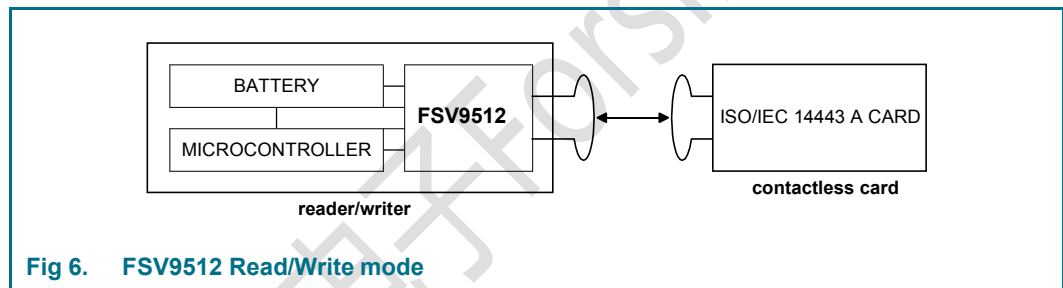 BATTERY
MICROCONTROLLER
FSV9512
reader/writer
ISO/IEC 14443 A CARD
contactless card
Fig 6. FSV9512 Read/Write mode